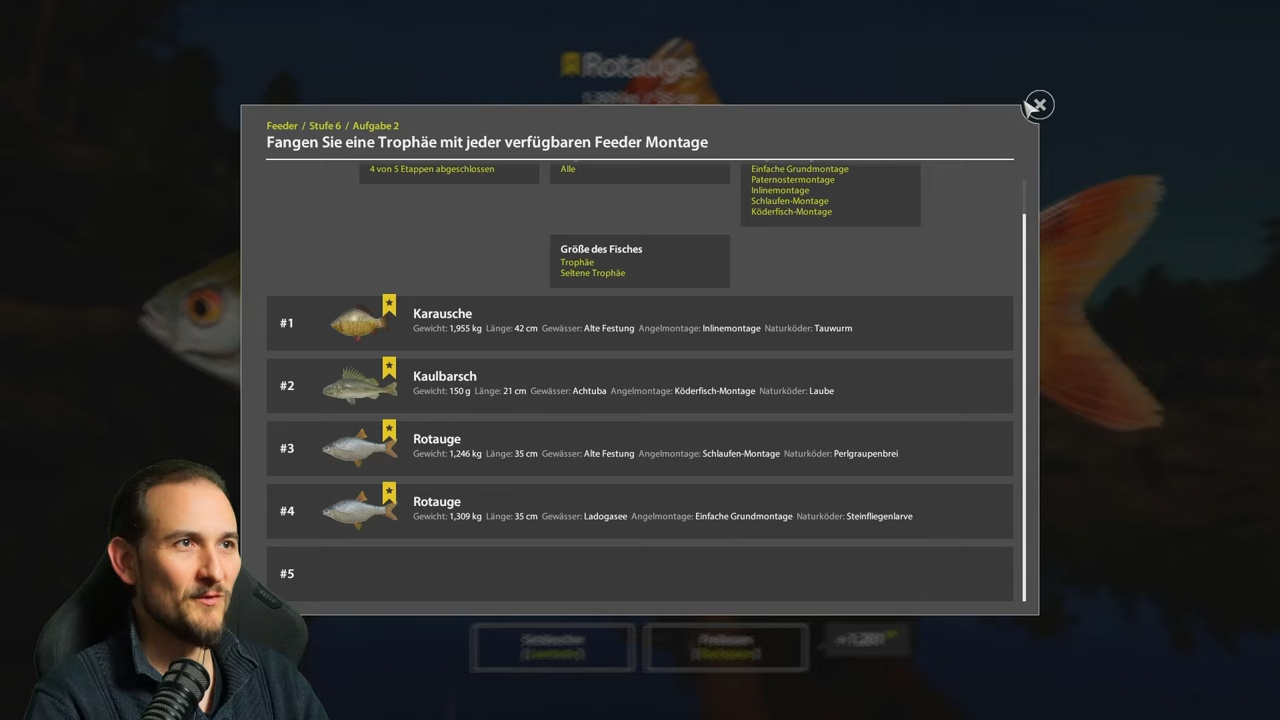 Rotauge
Feeder / Stufe 6 / Aufgabe 2
Fangen Sie eine Trophäe mit jeder verfügbaren Feeder Montage
4 von 5 Etappen abgeschlossen
Alle
Einfache Grundmontage
Paternostermontage
Inlinemontage
Schlaufen-Montage
Köderfisch-Montage
Größe des Fisches
Trophäe
Seltene Trophäe
#1
Karausche
Gewicht: 1,955 kg Länge: 42 cm Gewässer: Alte Festung Angelmontage: Inlinemontage Naturköder: Tauwurm
#2
Kaulbarsch
Gewicht: 150 g Länge: 21 cm Gewässer: Achtuba Angelmontage: Köderfisch-Montage Naturköder: Laube
#3
Rotauge
Gewicht: 1,246 kg Länge: 35 cm Gewässer: Alte Festung Angelmontage: Schlaufen-Montage Naturköder: Perlgraupenbrei
#4
Rotauge
Gewicht: 1,309 kg Länge: 35 cm Gewässer: Ladogasee Angelmontage: Einfache Grundmontage Naturköder: Steinfliegenlarve
#5